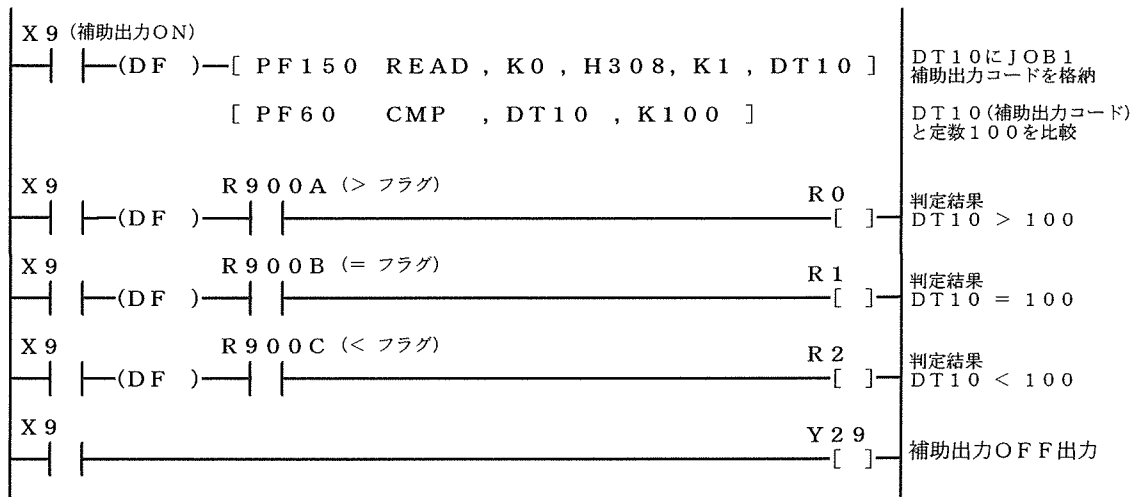 X9 (補助出力ON)
(DF )[ PF150 READ , K0 , H308, K1 , DT10 ]
DT10にJOB1
補助出力コードを格納
[ PF60 CMP , DT10 , K100 ]
DT10(補助出力コード)
と定数100を比較
X9 R900A (> フラグ) R0
(DF ) [ ]
判定結果
DT10 > 100
X9 R900B (= フラグ) R1
(DF ) [ ]
判定結果
DT10 = 100
X9 R900C (< フラグ) R2
(DF ) [ ]
判定結果
DT10 < 100
X9 Y29
[ ] 補助出力OFF出力